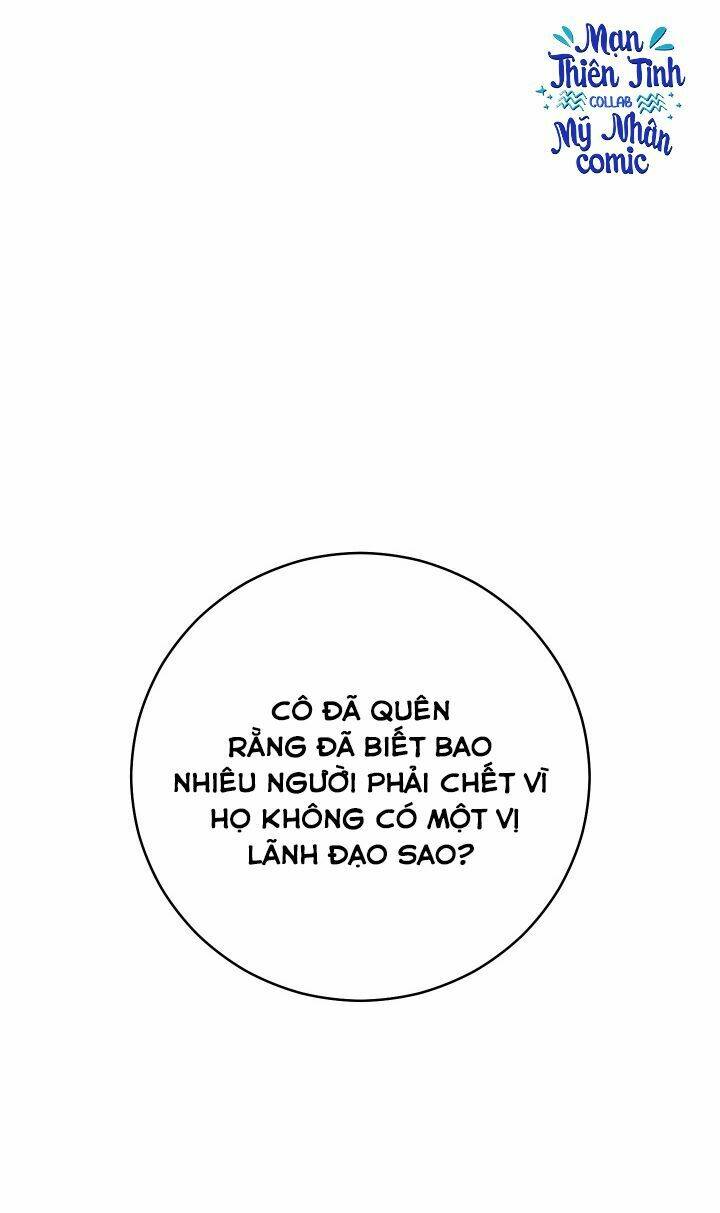 Mạn
Thiên Tình
COLLAB
Mỹ Nhân
comic
CÔ ĐÃ QUÊN
RẰNG ĐÃ BIẾT BAO
NHIÊU NGƯỜI PHẢI CHẾT VÌ
HỌ KHÔNG CÓ MỘT VỊ
LÃNH ĐẠO SAO?